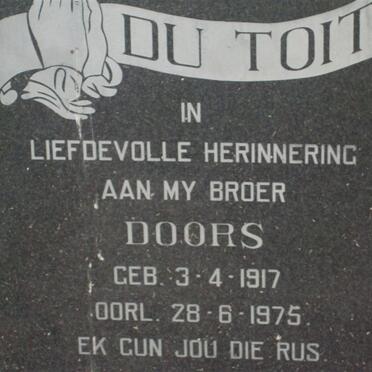 DU TOIT
IN
LIEFDEVOLLE HERINNERING
AAN MY BROER
DOORS
GEB. 3-4-1917
OORL. 28-6-1975.
EK GUN JOU DIE RUS.